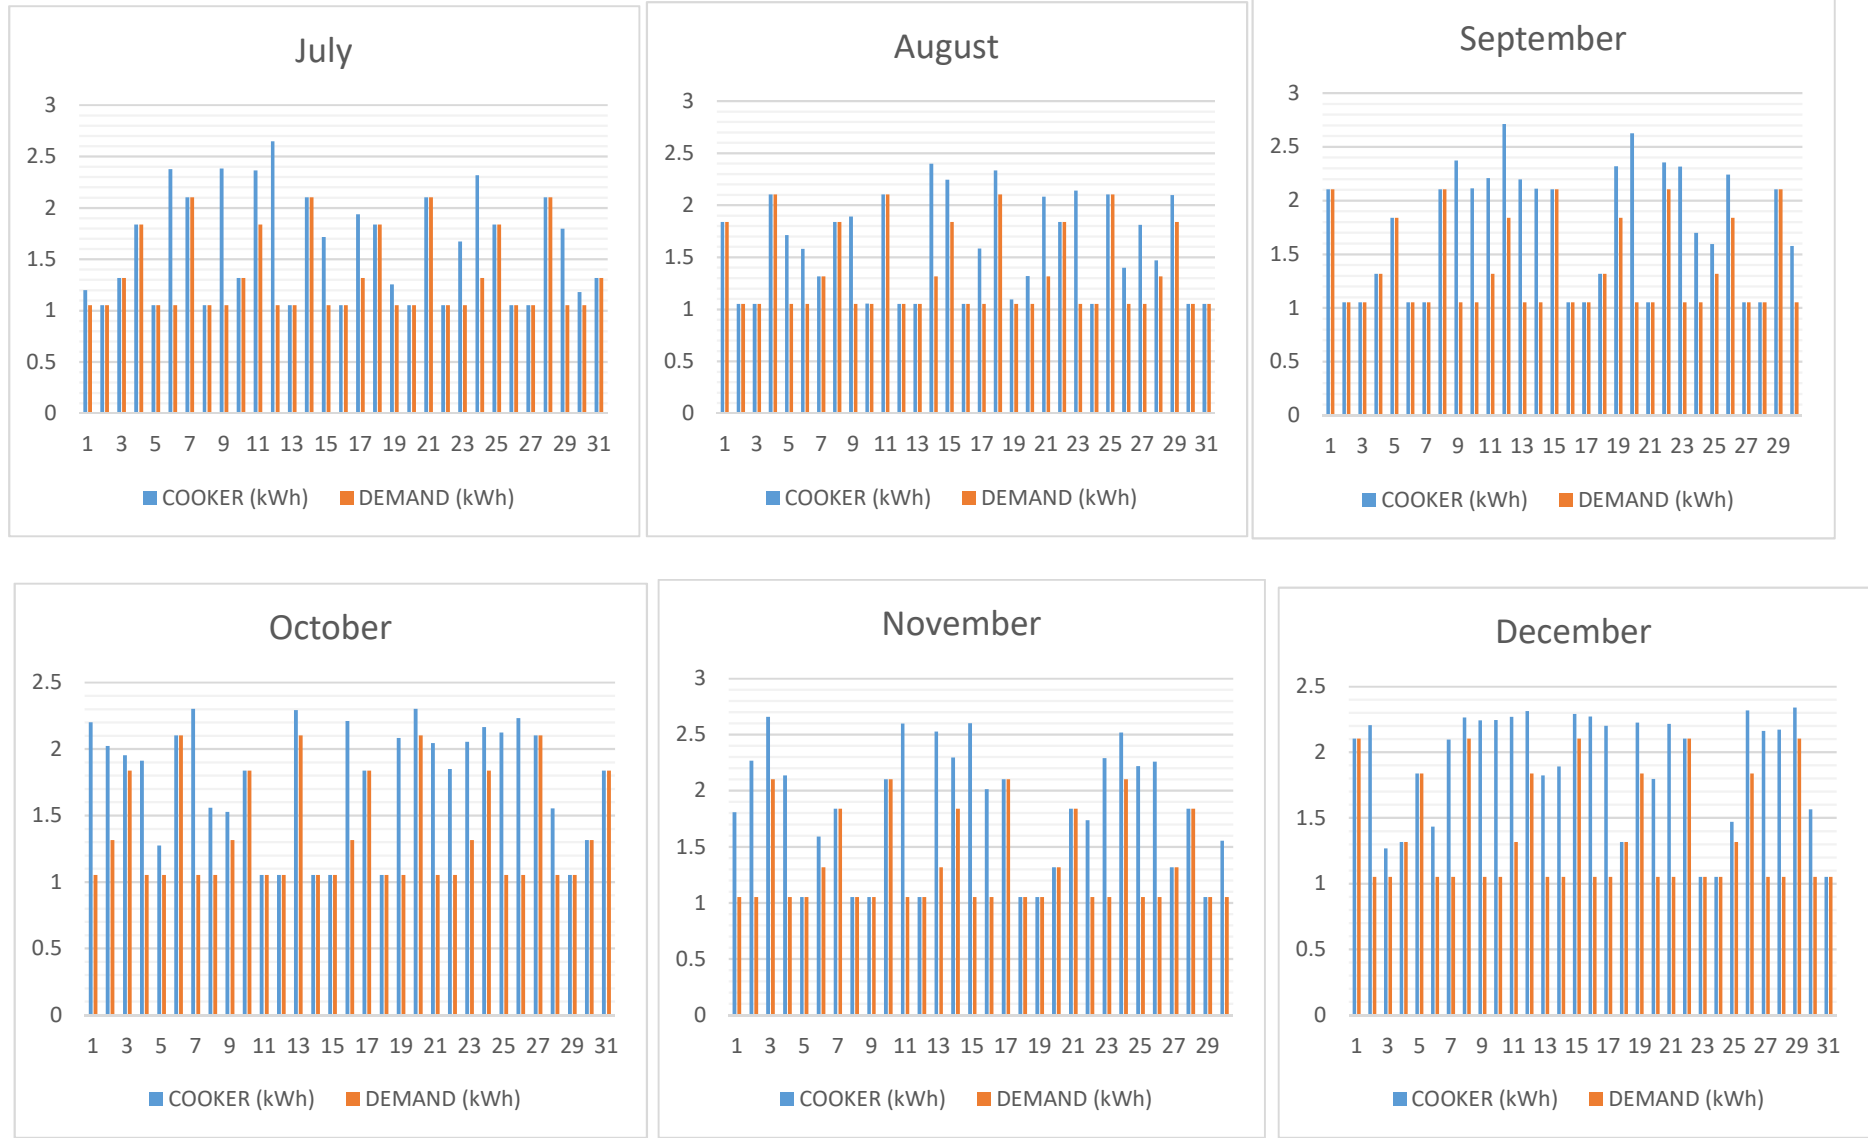 July
3
2.5
2
1.5
1
0.5
0
1 3 5 7 9 11 13 15 17 19 21 23 25 27 29 31
COOKER (kWh) DEMAND (kWh)
August
3
2.5
2
1.5
1
0.5
0
1 3 5 7 9 11 13 15 17 19 21 23 25 27 29 31
COOKER (kWh) DEMAND (kWh)
September
3
2.5
2
1.5
1
0.5
0
1 3 5 7 9 11 13 15 17 19 21 23 25 27 29
COOKER (kWh) DEMAND (kWh)
October
2.5
2
1.5
1
0.5
0
1 3 5 7 9 11 13 15 17 19 21 23 25 27 29 31
COOKER (kWh) DEMAND (kWh)
November
3
2.5
2
1.5
1
0.5
0
1 3 5 7 9 11 13 15 17 19 21 23 25 27 29
COOKER (kWh) DEMAND (kWh)
December
2.5
2
1.5
1
0.5
0
1 3 5 7 9 11 13 15 17 19 21 23 25 27 29 31
COOKER (kWh) DEMAND (kWh)